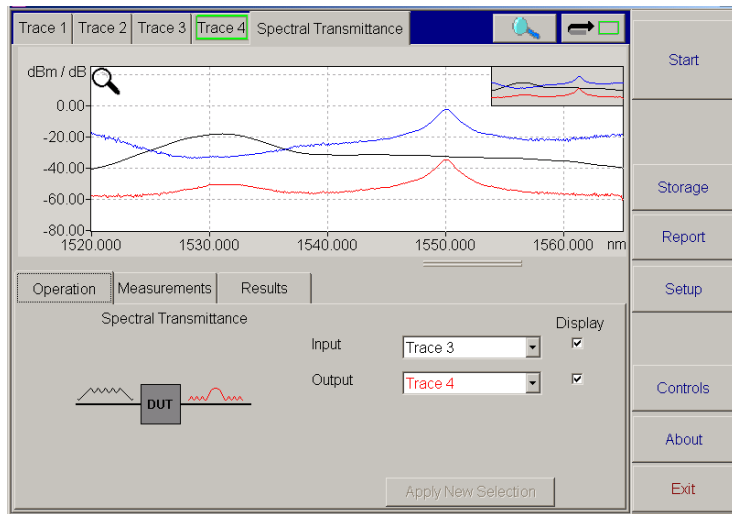 Trace 1 Trace 2 Trace 3 Trace 4 Spectral Transmittance
Start
dBm / dB
0.00
-20.00
-40.00
-60.00
-80.00
1520.000 1530.000 1540.000 1550.000 1560.000 nm
Storage
Report
Setup
Controls
About
Exit
Operation Measurements Results
Spectral Transmittance
Display
Input Trace 3
Output Trace 4
DUT
Apply New Selection